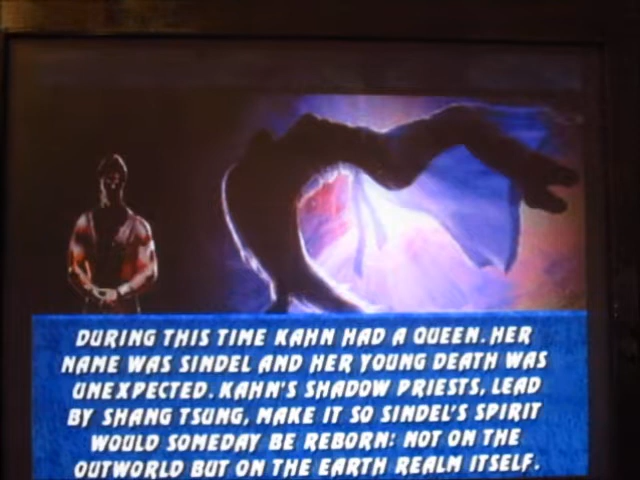 DURING THIS TIME KAHN HAD A QUEEN. HER
NAME WAS SINDEL AND HER YOUNG DEATH WAS
UNEXPECTED. KAHN'S SHADOW PRIESTS, LEAD
BY SHANG TSUNG, MAKE IT SO SINDEL'S SPIRIT
WOULD SOMEDAY BE REBORN: NOT ON THE
OUTWORLD BUT ON THE EARTH REALM ITSELF.